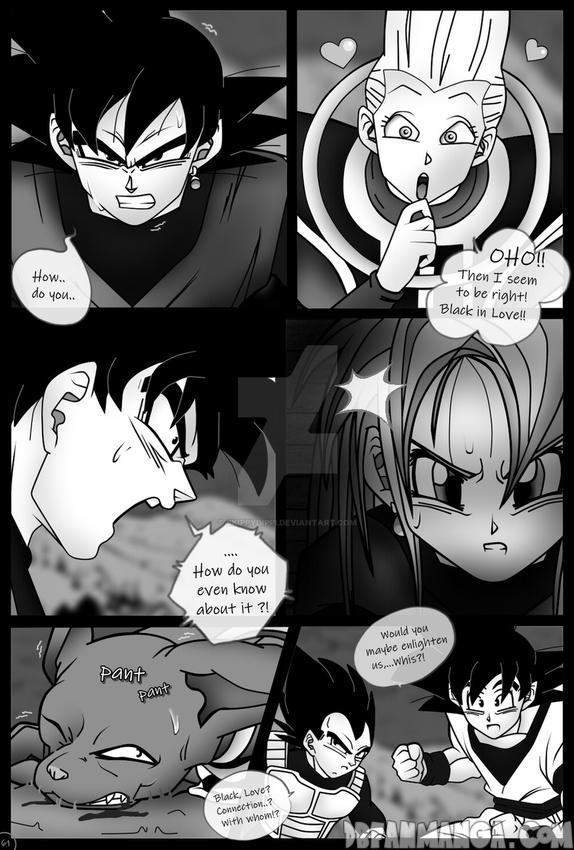 How..
do you..
OHO!!
Then I seem
to be right!
Black in Love!!
....
How do you
even know
about it ?!
pant
pant
Would you
maybe enlighten
us,...Whis?!
Black, Love?
Connection..?
With whom!?
61
DBFANMANGA.COM